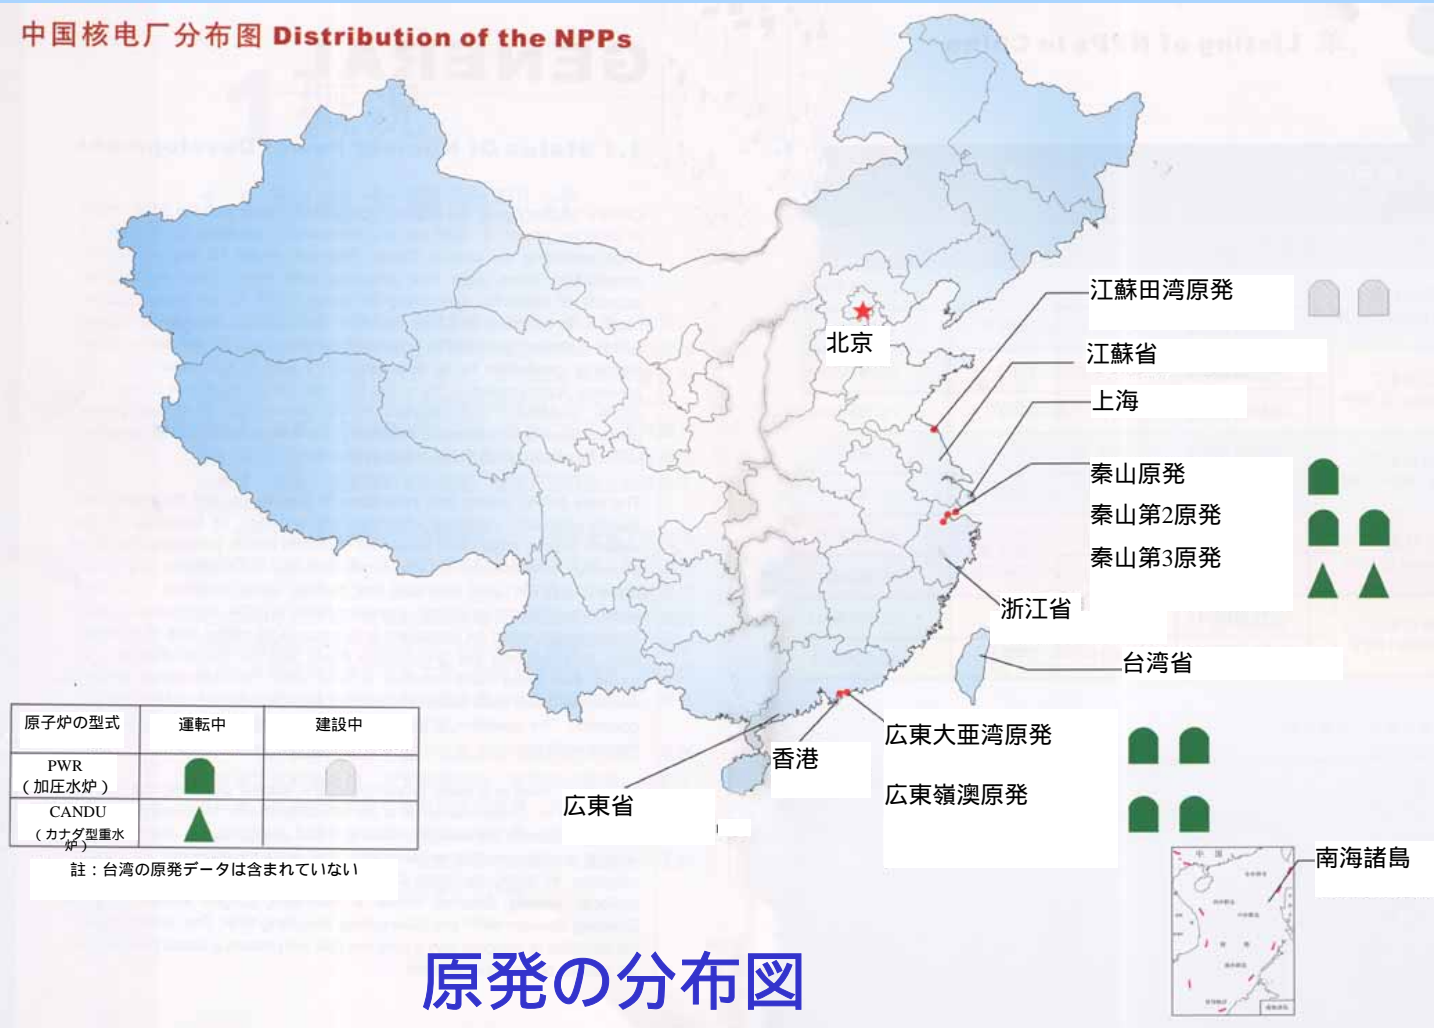 中国核电厂分布图 Distribution of the NPPs
GENERAL
北京
江蘇田湾原発
江蘇省
上海
秦山原発
秦山第2原発
秦山第3原発
浙江省
台湾省
広東大亜湾原発
香港
広東嶺澳原発
広東省
原子炉の型式
運転中
建設中
PWR
(加圧水炉)
CANDU
(カナダ型重水
炉)
註:台湾の原発データは含まれていない
南海諸島
中 国
原発の分布図